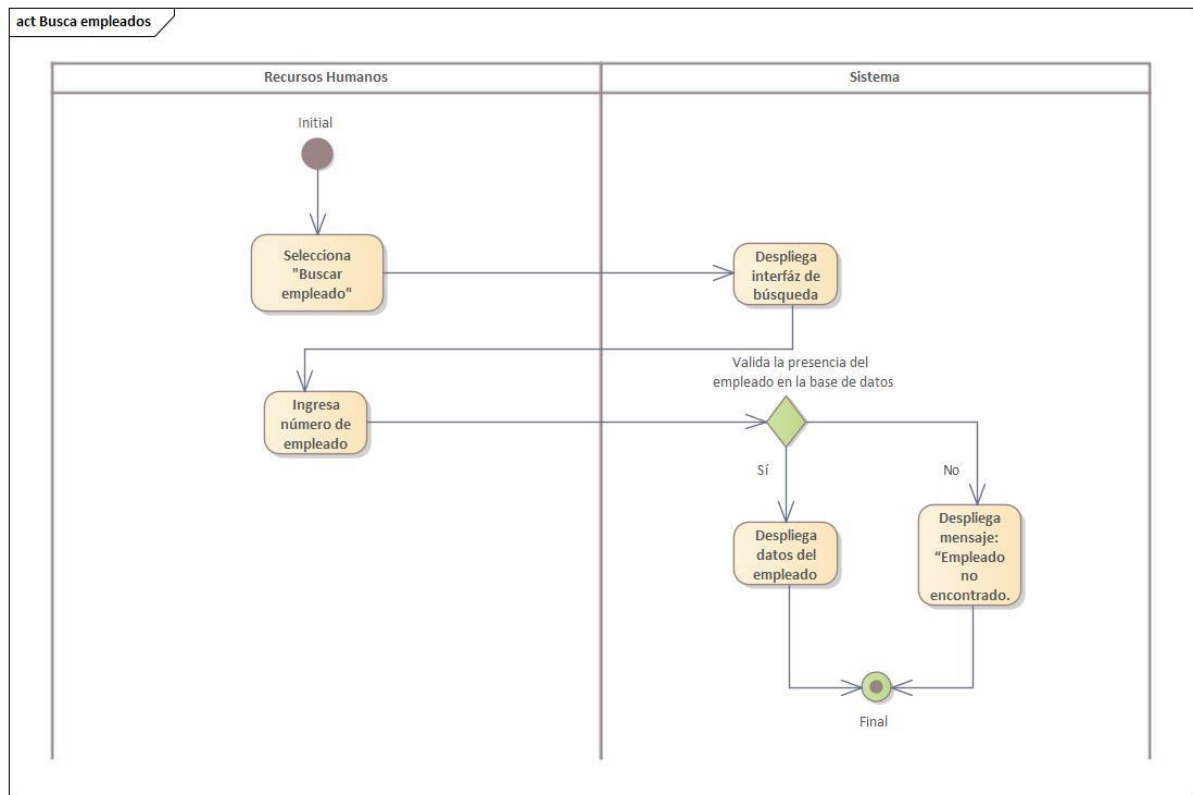 act Busca empleados
Recursos Humanos
Sistema
Initial
Selecciona
"Buscar
empleado"
Despliega
interfáz de
búsqueda
Ingresa
número de
empleado
Valida la presencia del
empleado en la base de datos
Sí
No
Despliega
datos del
empleado
Despliega
mensaje:
“Empleado
no
encontrado.
Final